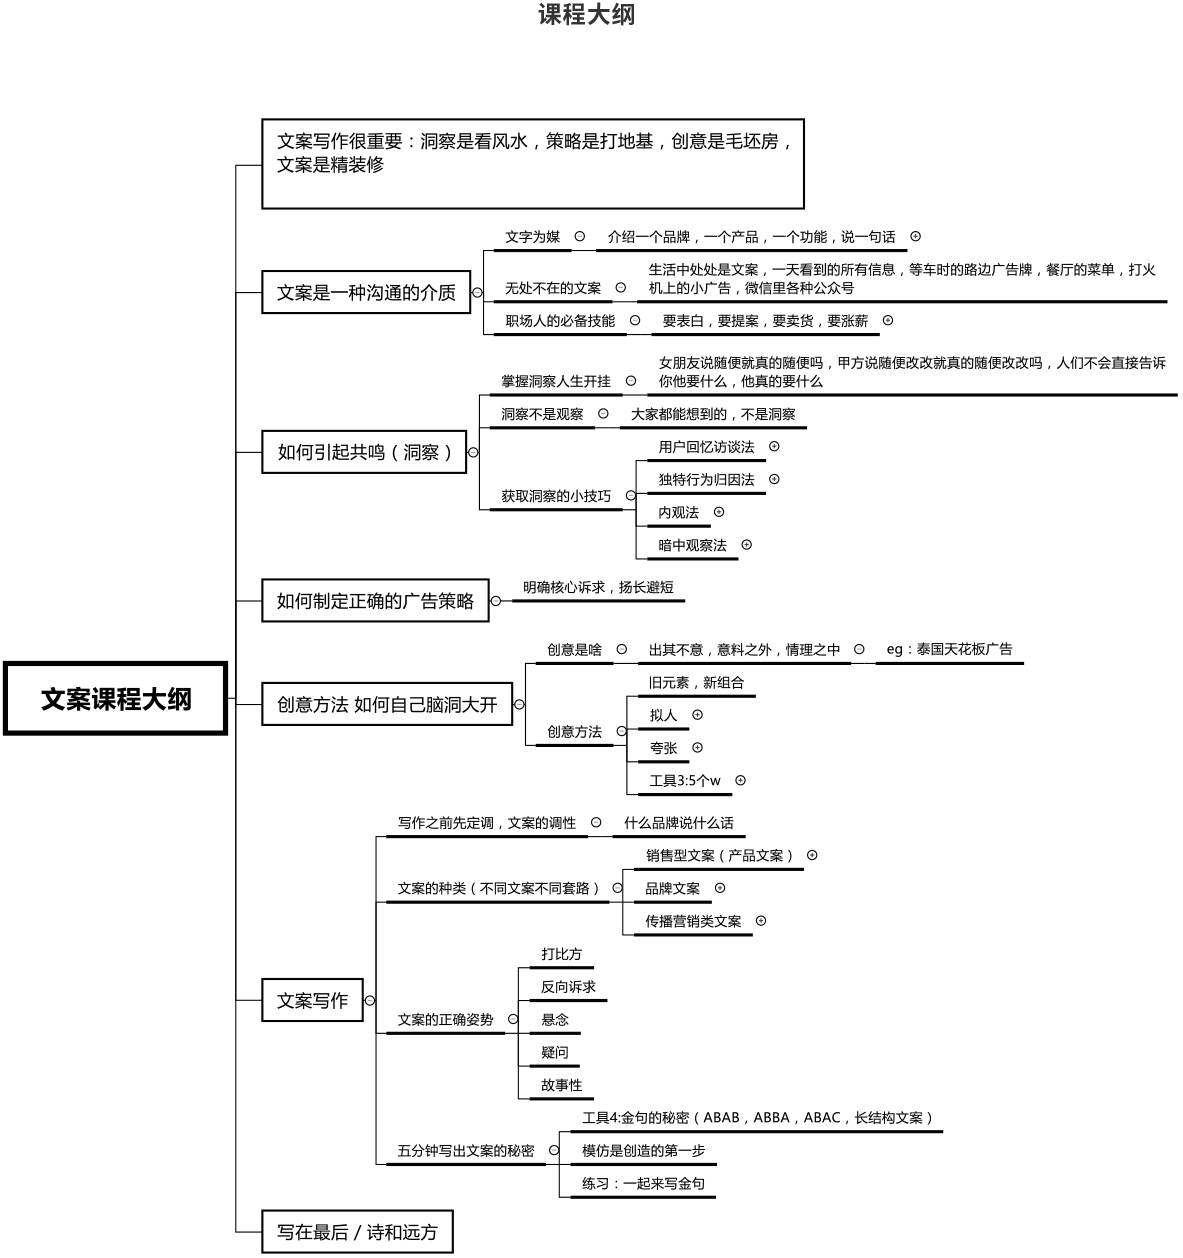 课程大纲
文案写作很重要：洞察是看风水，策略是打地基，创意是毛坯房，
文案是精装修
文字为媒
介绍一个品牌，一个产品，一个功能，说一句话
文案是一种沟通的介质
无处不在的文案
生活中处处是文案，一天看到的所有信息，等车时的路边广告牌，餐厅的菜单，打火
机上的小广告，微信里各种公众号
职场人的必备技能
要表白，要提案，要卖货，要涨薪
掌握洞察人生开挂
女朋友说随便就真的随便吗，甲方说随便改改就真的随便改改吗，人们不会直接告诉
你他要什么，他真的要什么
洞察不是观察
大家都能想到的，不是洞察
如何引起共鸣（洞察）
获取洞察的小技巧
用户回忆访谈法
独特行为归因法
内观法
暗中观察法
如何制定正确的广告策略
明确核心诉求，扬长避短
文案课程大纲
创意方法 如何自己脑洞大开
创意是啥
出其不意，意料之外，情理之中
eg：泰国天花板广告
创意方法
旧元素，新组合
拟人
夸张
工具3:5个w
文案写作
写作之前先定调，文案的调性
什么品牌说什么话
文案的种类（不同文案不同套路）
销售型文案（产品文案）
品牌文案
传播营销类文案
文案的正确姿势
打比方
反向诉求
悬念
疑问
故事性
五分钟写出文案的秘密
工具4:金句的秘密（ABAB，ABBA，ABAC，长结构文案）
模仿是创造的第一步
练习：一起来写金句
写在最后 / 诗和远方